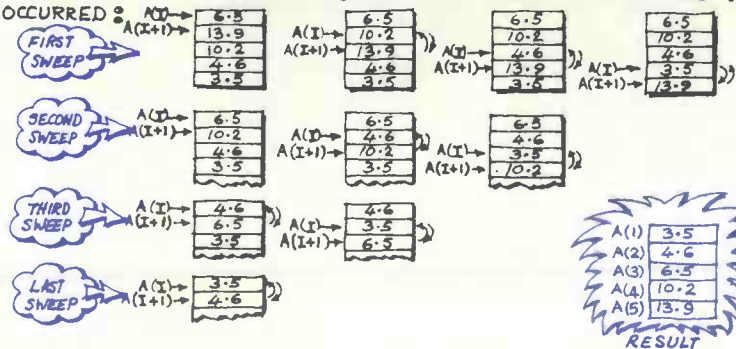 OCCURRED :
FIRST
SWEEP
A(I)→ 6·5
A(I+1)→ 13·9
10·2
4·6
3·5
6·5
A(I)→ 10·2
A(I+1)→ 13·9
4·6
3·5
6·5
10·2
A(I)→ 4·6
A(I+1)→ 13·9
3·5
6·5
10·2
4·6
A(I)→ 3·5
A(I+1)→ 13·9
SECOND
SWEEP
A(I)→ 6·5
A(I+1)→ 10·2
4·6
3·5
6·5
A(I)→ 4·6
A(I+1)→ 10·2
3·5
6·5
4·6
A(I)→ 3·5
A(I+1)→ 10·2
THIRD
SWEEP
A(I)→ 4·6
A(I+1)→ 6·5
3·5
4·6
A(I)→ 3·5
A(I+1)→ 6·5
LAST
SWEEP
A(I)→ 3·5
(I+1)→ 4·6
A(1) 3·5
A(2) 4·6
A(3) 6·5
A(4) 10·2
A(5) 13·9
RESULT